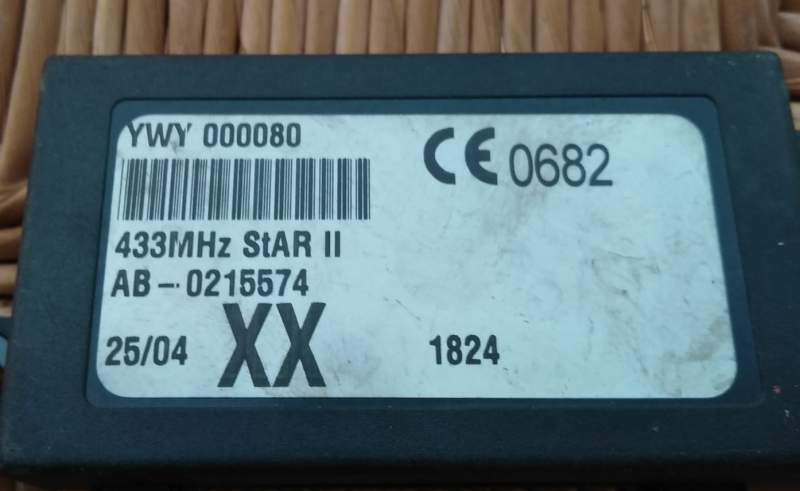 YWY 000080
CE 0682
433MHz StAR II
AB-0215574
25/04 XX 1824